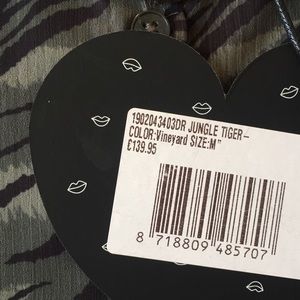 1902043403DR JUNGLE TIGER-
COLOR:Vineyard SIZE:M"
€139.95
8 718809 485707